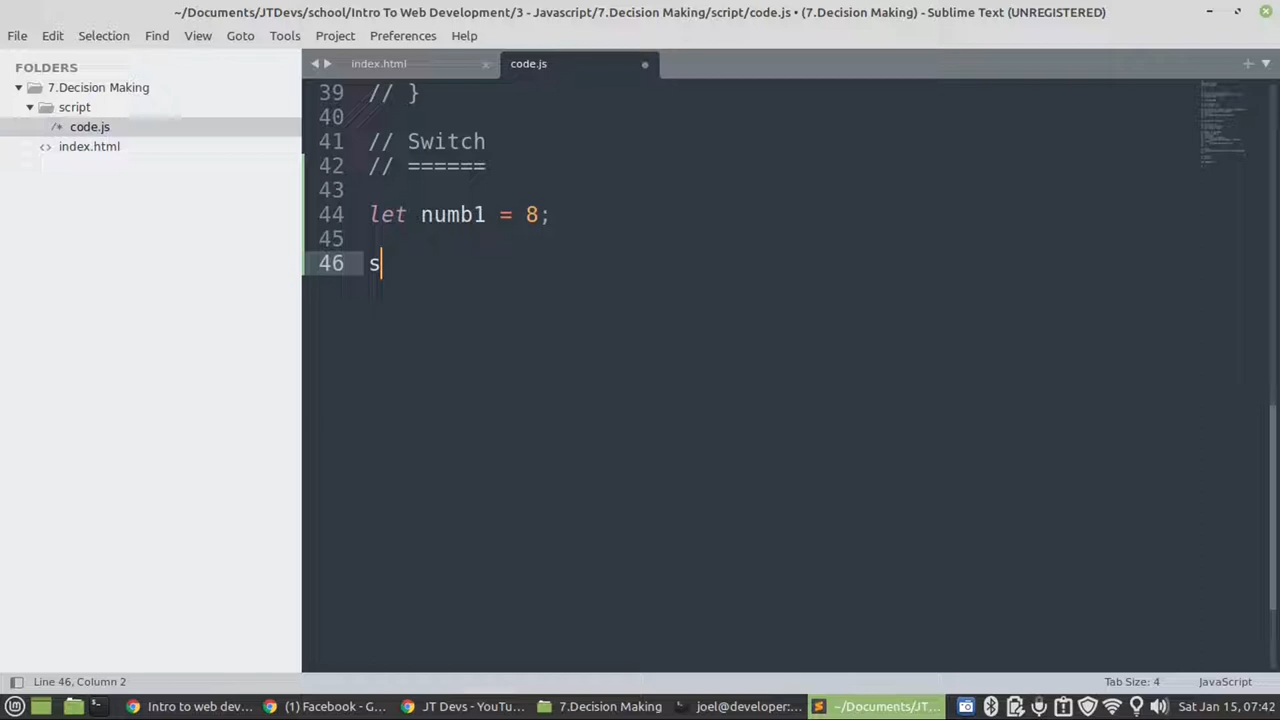 ~/Documents/JTDevs/school/Intro To Web Development/3 - Javascript/7.Decision Making/script/code.js • (7.Decision Making) - Sublime Text (UNREGISTERED)
File Edit Selection Find View Goto Tools Project Preferences Help
FOLDERS
7.Decision Making
script
/* code.js
<> index.html
index.html
code.js
39 // }
40
41 // Switch
42 // ======
43
44 let numb1 = 8;
45
46 s
Line 46, Column 2
Tab Size: 4
JavaScript
Intro to web dev...
(1) Facebook - G...
JT Devs - YouTu...
7.Decision Making
joel@developer:...
~/Documents/JT...
Sat Jan 15, 07:42